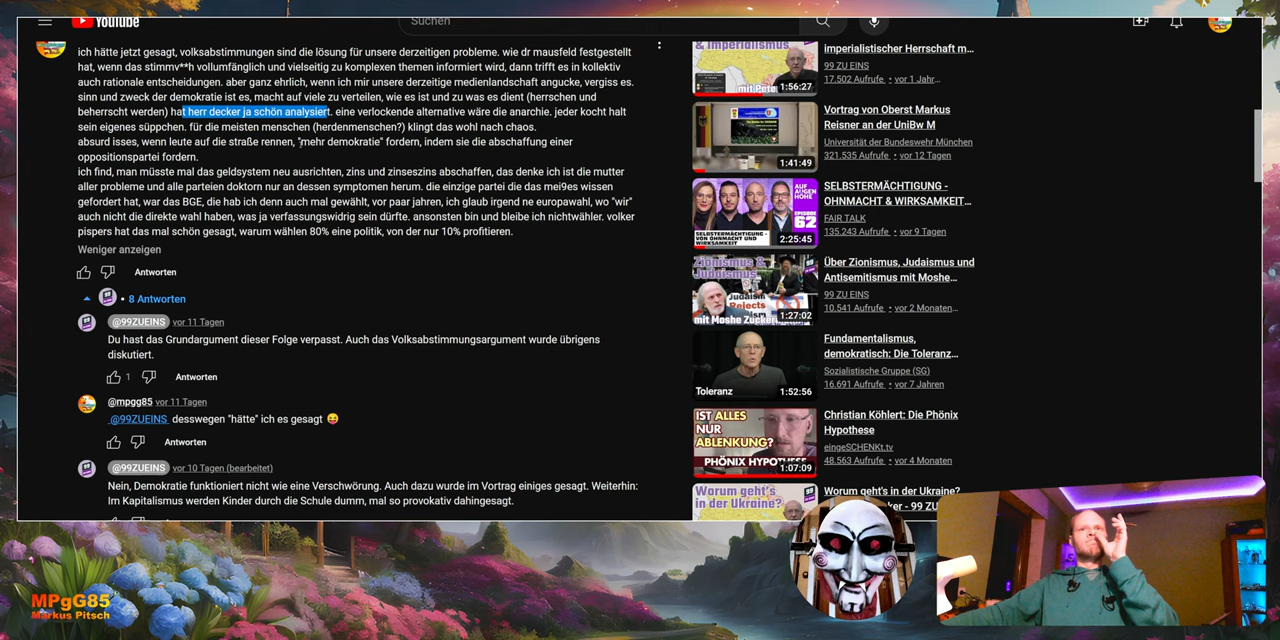 YouTube
Suchen
ich hätte jetzt gesagt, volksabstimmungen sind die lösung für unsere derzeitigen probleme. wie dr mausfeld festgestellt
hat, wenn das stimmv**h vollumfänglich und vielseitig zu komplexen themen informiert wird, dann trifft es in kollektiv
auch rationale entscheidungen. aber ganz ehrlich, wenn ich mir unsere derzeitige medienlandschaft angucke, vergiss es.
sinn und zweck der demokratie ist es, macht auf viele zu verteilen, wie es ist und zu was es dient (herrschen und
beherrscht werden) hat herr decker ja schön analysiert. eine verlockende alternative wäre die anarchie. jeder kocht halt
sein eigenes süppchen. für die meisten menschen (herdenmenschen?) klingt das wohl nach chaos.
absurd isses, wenn leute auf die straße rennen, "mehr demokratie" fordern, indem sie die abschaffung einer
oppositionspartei fordern.
ich find, man müsste mal das geldsystem neu ausrichten, zins und zinseszins abschaffen, das denke ich ist die mutter
aller probleme und alle parteien doktorn nur an dessen symptomen herum. die einzige partei die das mei9es wissen
gefordert hat, war das BGE, die hab ich denn auch mal gewählt, vor paar jahren, ich glaub irgend ne europawahl, wo "wir"
auch nicht die direkte wahl haben, was ja verfassungswidrig sein dürfte. ansonsten bin und bleibe ich nichtwähler. volker
pispers hat das mal schön gesagt, warum wählen 80% eine politik, von der nur 10% profitieren.
Weniger anzeigen
Antworten
8 Antworten
@99ZUEINS vor 11 Tagen
Du hast das Grundargument dieser Folge verpasst. Auch das Volksabstimmungsargument wurde übrigens
diskutiert.
1 Antworten
@mpgg85 vor 11 Tagen
@99ZUEINS desswegen "hätte" ich es gesagt 😝
Antworten
@99ZUEINS vor 10 Tagen (bearbeitet)
Nein, Demokratie funktioniert nicht wie eine Verschwörung. Auch dazu wurde im Vortrag einiges gesagt. Weiterhin:
Im Kapitalismus werden Kinder durch die Schule dumm, mal so provokativ dahingesagt.
& Imperialismus
mit Pete
1:56:27
imperialistischer Herrschaft m...
99 ZU EINS
17.502 Aufrufe • vor 1 Jahr...
1:41:49
Vortrag von Oberst Markus
Reisner an der UniBw M
Universität der Bundeswehr München
321.535 Aufrufe • vor 12 Tagen
AUF
AUGEN
HÖHE
EPISODE
62
SELBSTERMÄCHTIGUNG -
VON OHNMACHT UND
WIRKSAMKEIT
2:25:45
SELBSTERMÄCHTIGUNG -
OHNMACHT & WIRKSAMKEIT...
FAIR TALK
135.243 Aufrufe • vor 9 Tagen
Zionismus &
Judaismus
Judaism
Rejects
mit Moshe Zucker
1:27:02
Über Zionismus, Judaismus und
Antisemitismus mit Moshe...
99 ZU EINS
10.541 Aufrufe • vor 2 Monaten...
Toleranz
1:52:56
Fundamentalismus,
demokratisch: Die Toleranz...
Sozialistische Gruppe (SG)
16.691 Aufrufe • vor 7 Jahren
IST ALLES
NUR
ABLENKUNG?
PHÖNIX HYPOTHESE
1:07:09
Christian Köhlert: Die Phönix
Hypothese
eingeSCHENKt.tv
48.563 Aufrufe • vor 4 Monaten
Worum geht's
in der Ukraine?
Worum geht's in der Ukraine?
MPgG85
Markus Pitsch